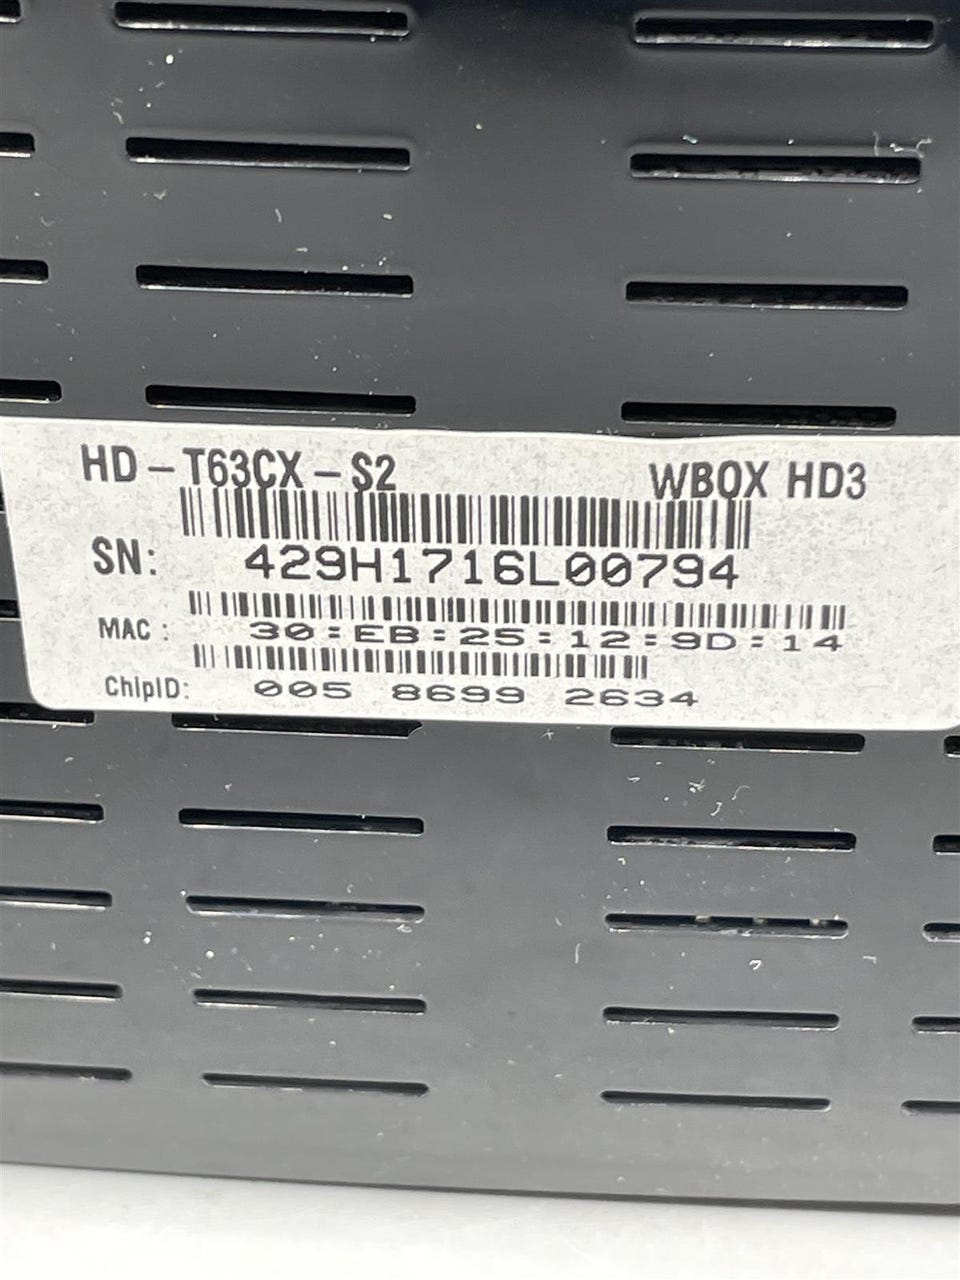 HD-T63CX-S2 WBOX HD3
SN: 429H1716L00794
MAC: 30:EB:25:12:9D:14
ChipID: 005 8699 2634